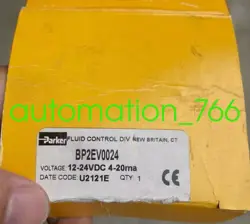 automation_766
Parker
FLUID CONTROL DIV NEW BRITAIN, CT
BP2EV0024
VOLTAGE: 12-24VDC 4-20ma
DATE CODE: U2121E QTY: 1